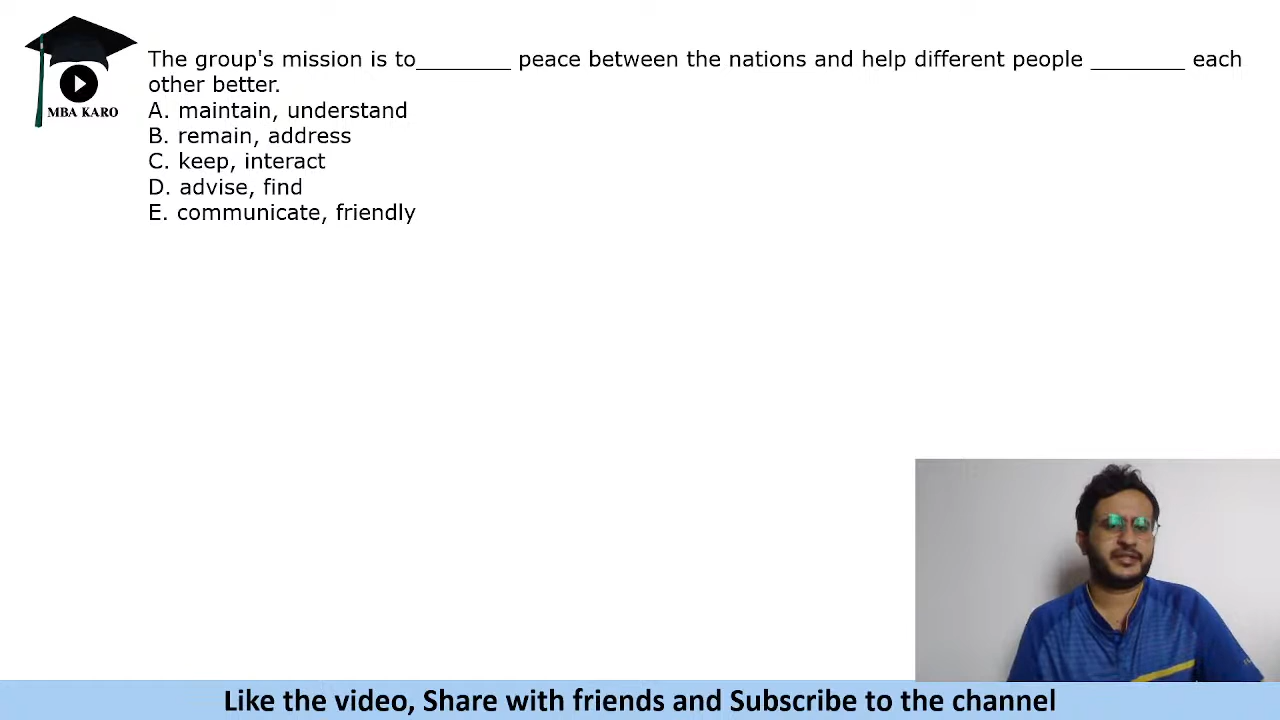 The group's mission is to________ peace between the nations and help different people ________ each
other better.
A. maintain, understand
B. remain, address
C. keep, interact
D. advise, find
E. communicate, friendly
MBA KARO
Like the video, Share with friends and Subscribe to the channel